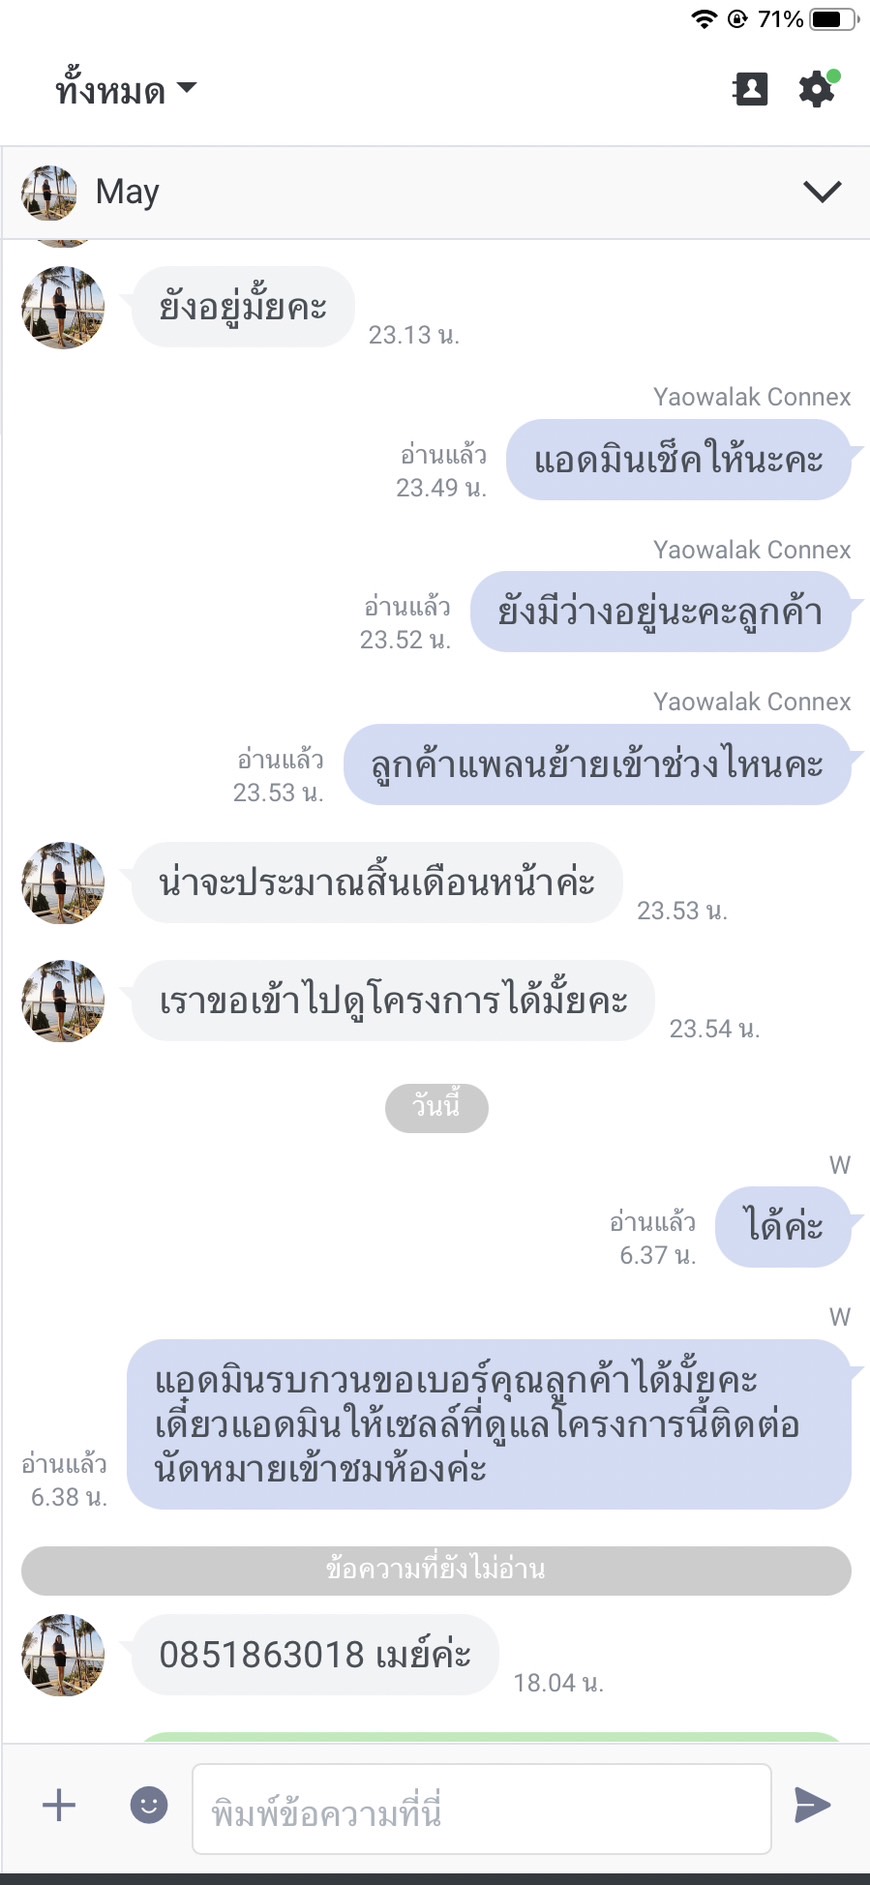 71%
ทั้งหมด
May
ยังอยู่มั้ยคะ
23.13 น.
Yaowalak Connex
แอดมินเช็คให้นะคะ
อ่านแล้ว
23.49 น.
Yaowalak Connex
ยังมีว่างอยู่นะคะลูกค้า
อ่านแล้ว
23.52 น.
Yaowalak Connex
ลูกค้าแพลนย้ายเข้าช่วงไหนคะ
อ่านแล้ว
23.53 น.
น่าจะประมาณสิ้นเดือนหน้าค่ะ
23.53 น.
เราขอเข้าไปดูโครงการได้มั้ยคะ
23.54 น.
วันนี้
W
ได้ค่ะ
อ่านแล้ว
6.37 น.
W
แอดมินรบกวนขอเบอร์คุณลูกค้าได้มั้ยคะ
เดี๋ยวแอดมินให้เซลล์ที่ดูแลโครงการนี้ติดต่อ
นัดหมายเข้าชมห้องค่ะ
อ่านแล้ว
6.38 น.
ข้อความที่ยังไม่อ่าน
0851863018 เมย์ค่ะ
18.04 น.
พิมพ์ข้อความที่นี่